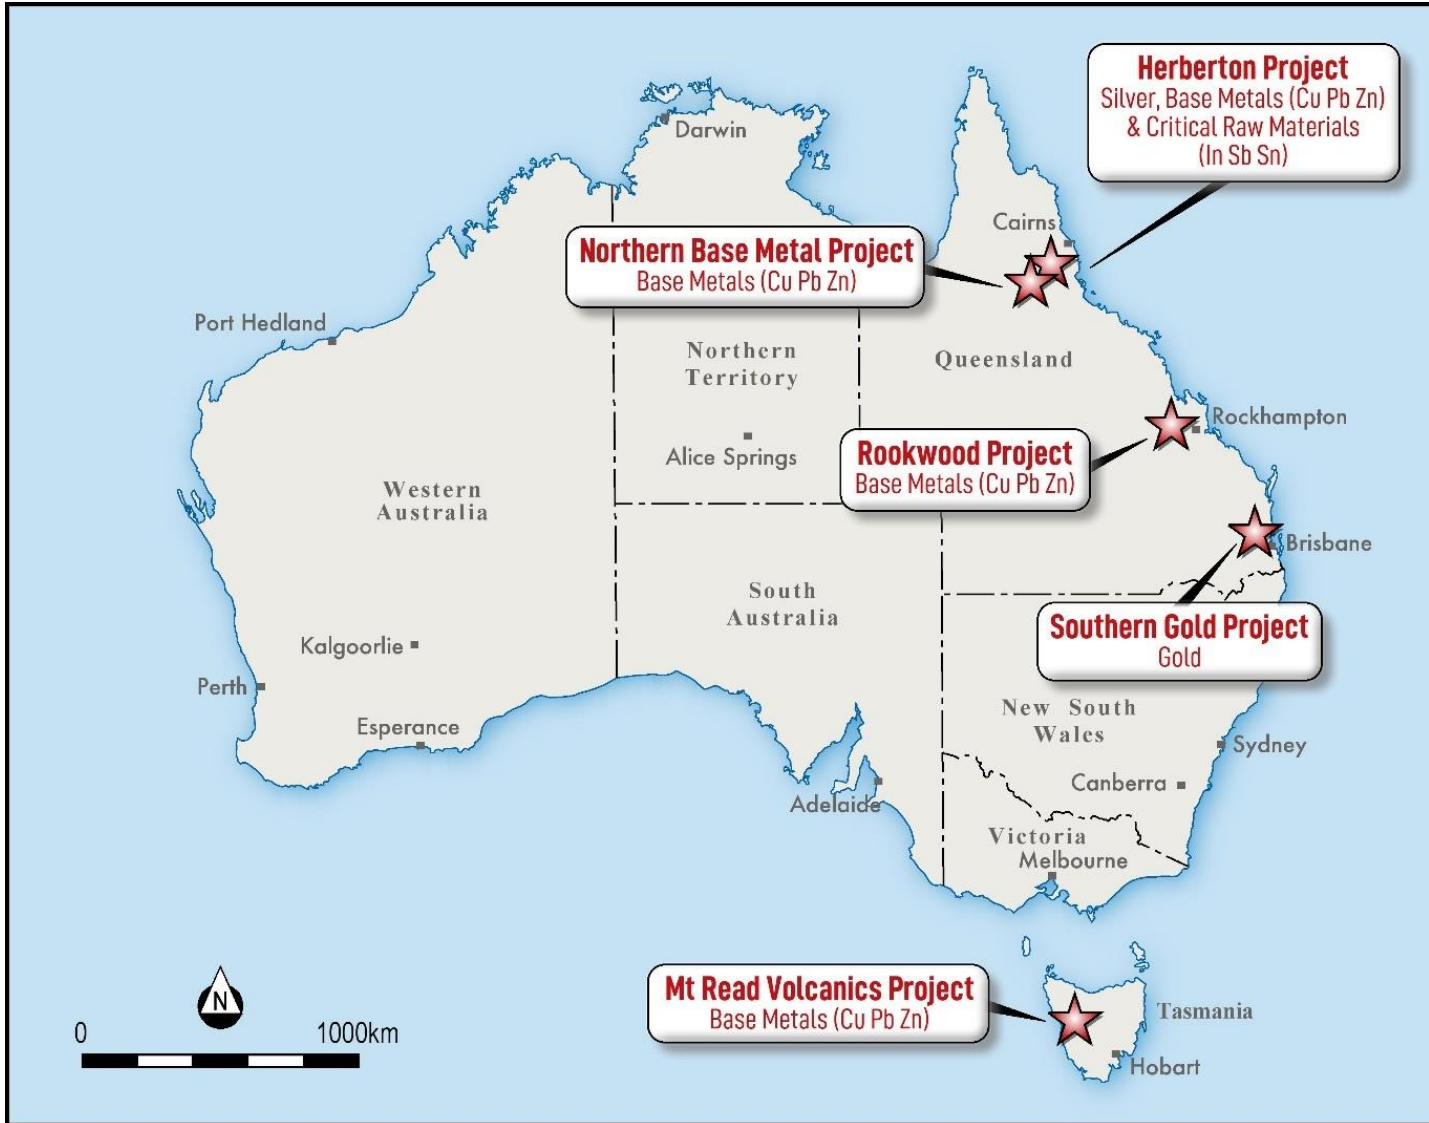 Herberton Project
Silver, Base Metals (Cu Pb Zn)
& Critical Raw Materials
(In Sb Sn)
Darwin
Cairns
Northern Base Metal Project
Base Metals (Cu Pb Zn)
Port Hedland
Northern
Territory
Queensland
Rockhampton
Rookwood Project
Base Metals (Cu Pb Zn)
Alice Springs
Western
Australia
Brisbane
South
Australia
Southern Gold Project
Gold
Kalgoorlie
Perth
Esperance
New South
Wales
Sydney
Canberra
Adelaide
Victoria
Melbourne
Mt Read Volcanics Project
Base Metals (Cu Pb Zn)
Tasmania
Hobart
N
0
1000km